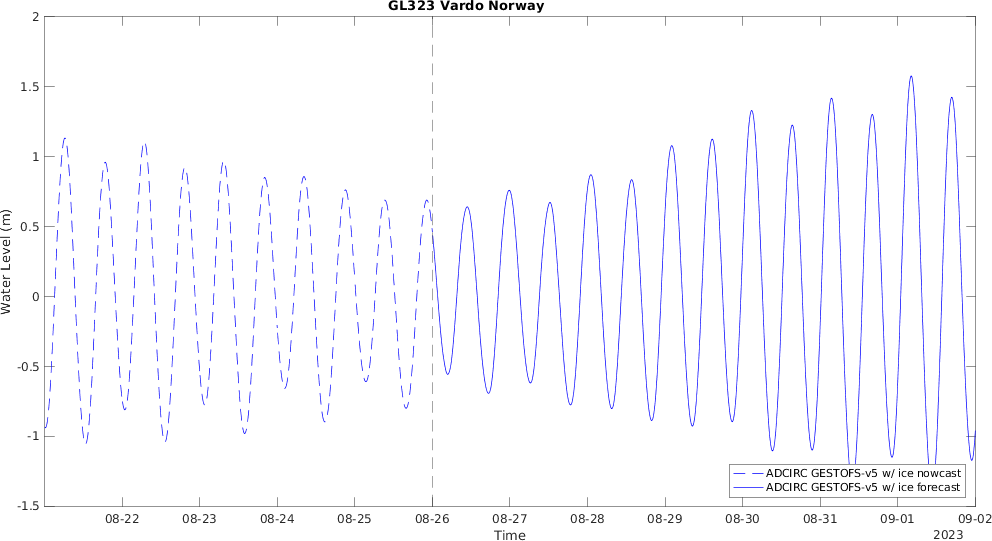 GL323 Vardo Norway
2
1.5
1
0.5
0
-0.5
-1
-1.5
Water Level (m)
ADCIRC GESTOFS-v5 w/ ice nowcast
ADCIRC GESTOFS-v5 w/ ice forecast
08-22 08-23 08-24 08-25 08-26 08-27 08-28 08-29 08-30 08-31 09-01 09-02
Time
2023